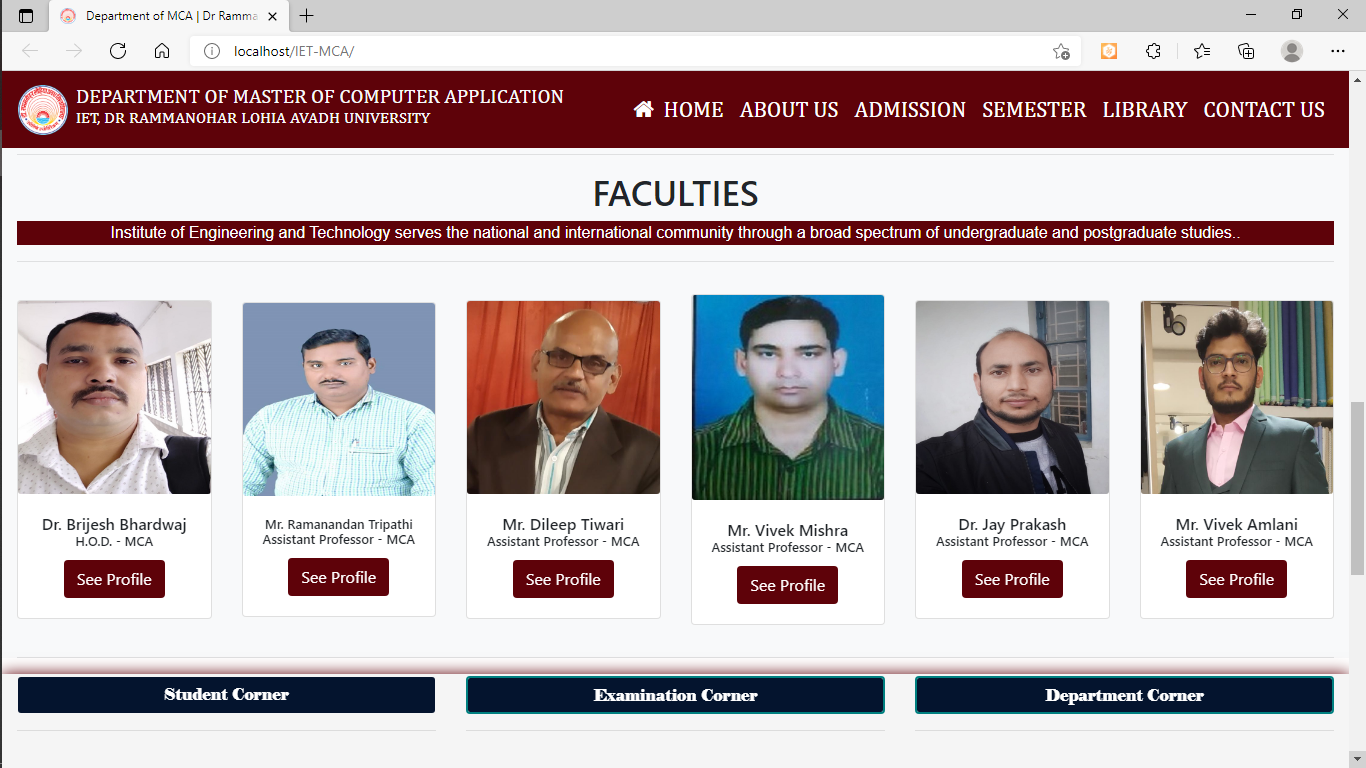 Department of MCA | Dr Ramma
localhost/IET-MCA/
DEPARTMENT OF MASTER OF COMPUTER APPLICATION
IET, DR RAMMANOHAR LOHIA AVADH UNIVERSITY
HOME ABOUT US ADMISSION SEMESTER LIBRARY CONTACT US
FACULTIES
Institute of Engineering and Technology serves the national and international community through a broad spectrum of undergraduate and postgraduate studies..
Dr. Brijesh Bhardwaj
H.O.D. - MCA
See Profile
Mr. Ramanandan Tripathi
Assistant Professor - MCA
See Profile
Mr. Dileep Tiwari
Assistant Professor - MCA
See Profile
Mr. Vivek Mishra
Assistant Professor - MCA
See Profile
Dr. Jay Prakash
Assistant Professor - MCA
See Profile
Mr. Vivek Amlani
Assistant Professor - MCA
See Profile
Student Corner
Examination Corner
Department Corner